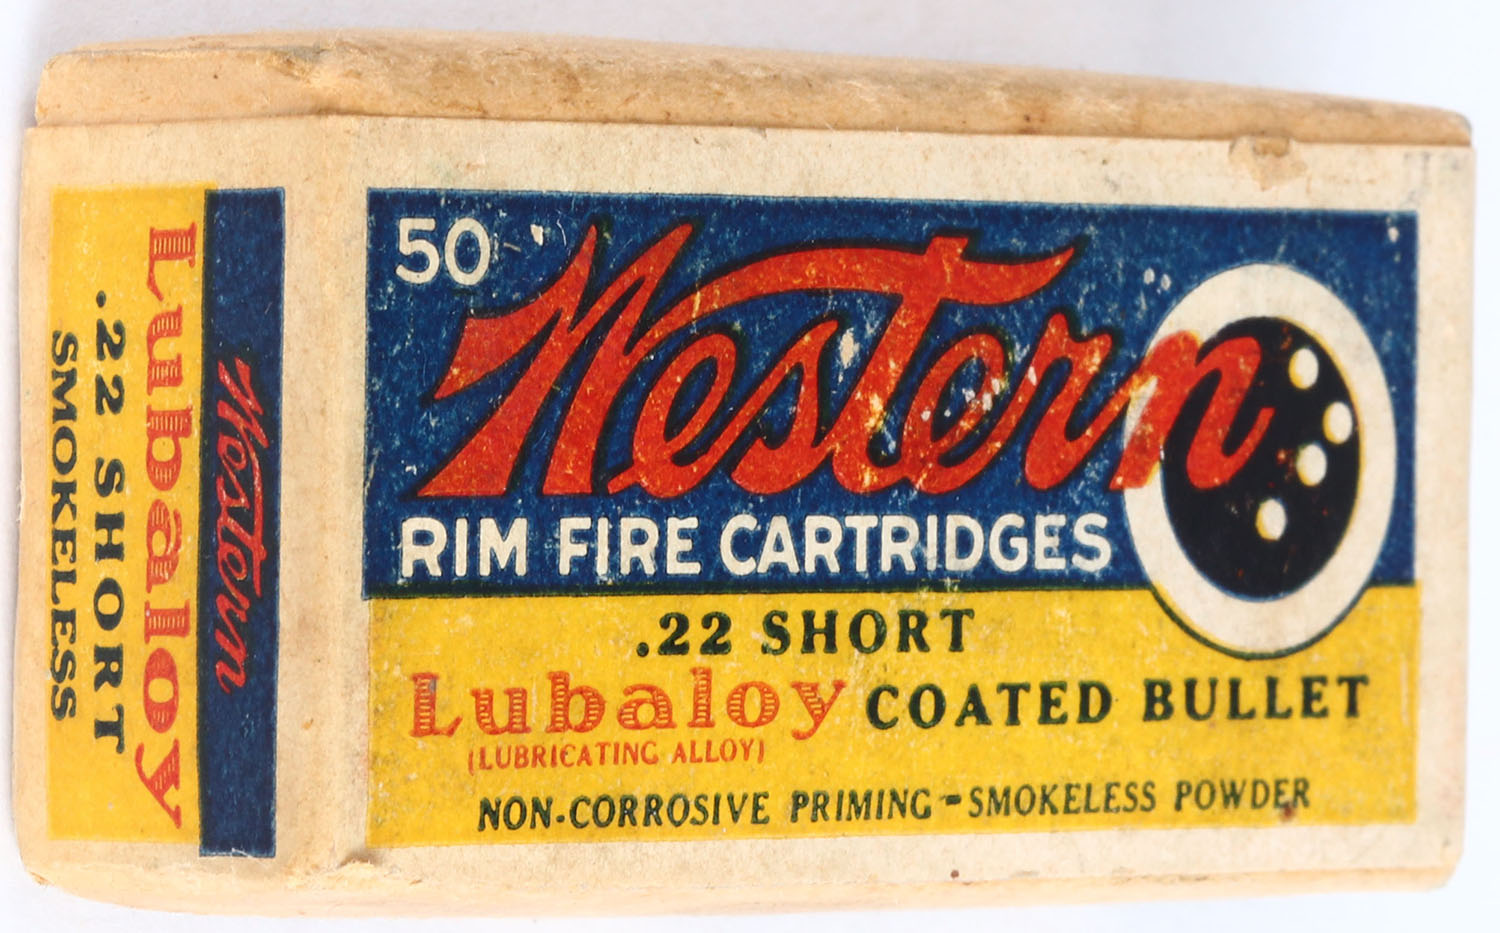 50
Western
RIM FIRE CARTRIDGES
.22 SHORT
Lubaloy COATED BULLET
(LUBRICATING ALLOY)
NON-CORROSIVE PRIMING-SMOKELESS POWDER
Western
Lubaloy
.22 SHORT
SMOKELESS